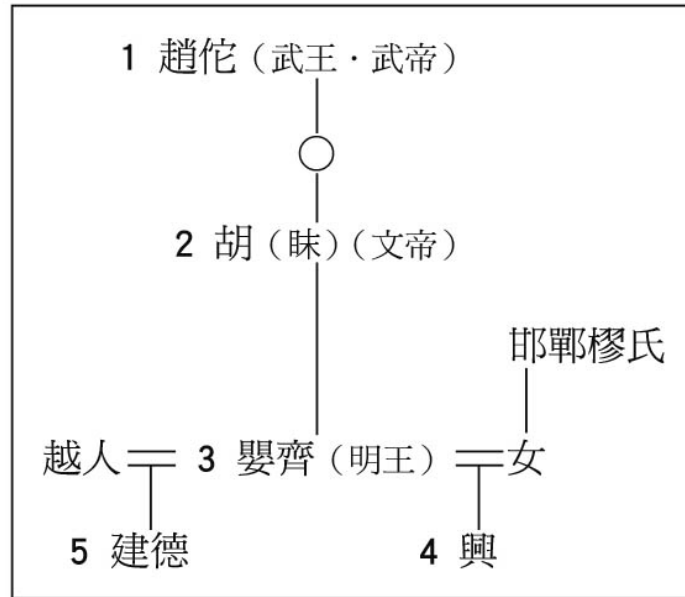 1 趙佗（武王・武帝）
2 胡（眜）（文帝）
邯鄲樛氏
越人 3 嬰齊（明王） 女
5 建德 4 興